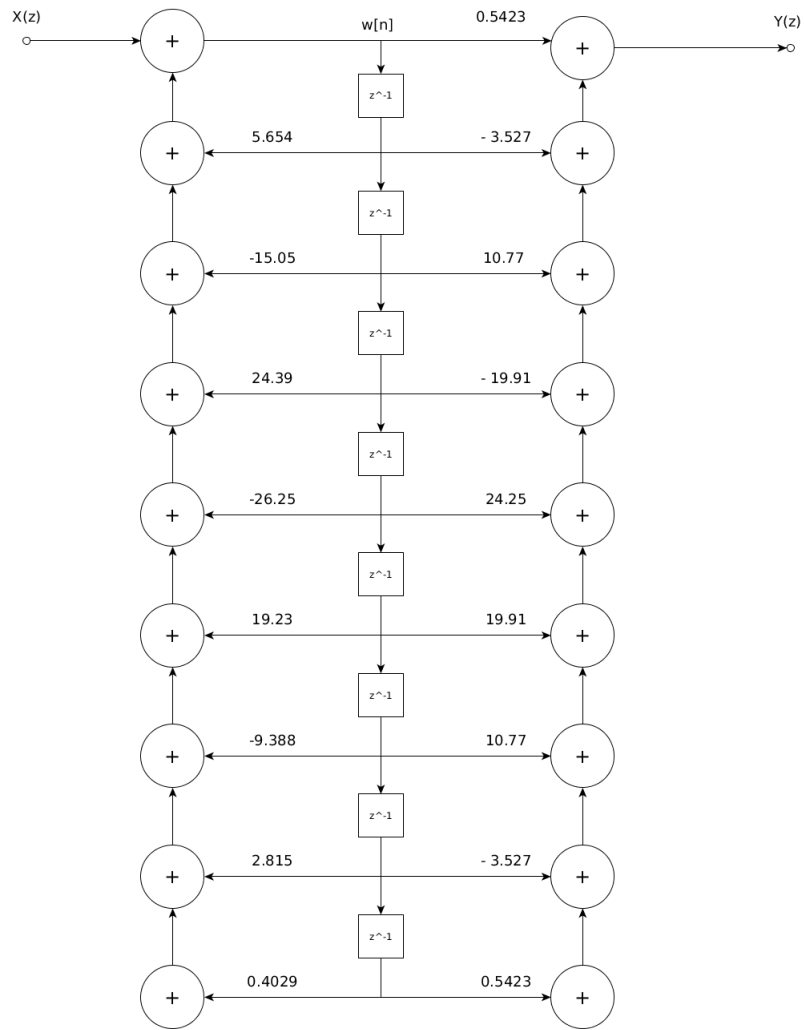 X(z) w[n] 0.5423 Y(z)
+ +
z^-1
5.654 - 3.527
+ +
z^-1
-15.05 10.77
+ +
z^-1
24.39 - 19.91
+ +
z^-1
-26.25 24.25
+ +
z^-1
19.23 19.91
+ +
z^-1
-9.388 10.77
+ +
z^-1
2.815 - 3.527
+ +
z^-1
0.4029 0.5423
+ +